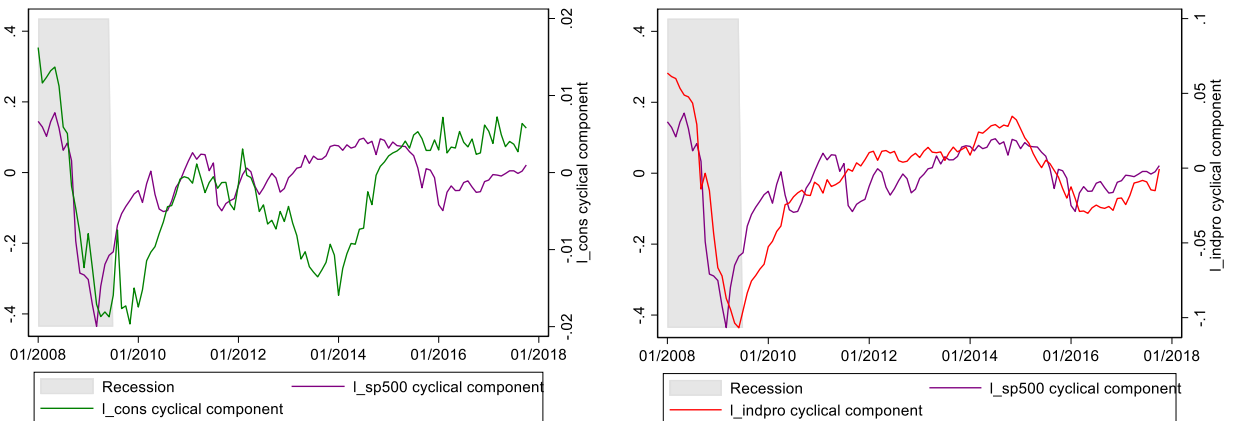 .4
.2
0
-.2
-.4
.02
.01
0
-.01
-.02
l_cons cyclical component
01/2008 01/2010 01/2012 01/2014 01/2016 01/2018
Recession l_sp500 cyclical component
l_cons cyclical component
.4
.2
0
-.2
-.4
.1
.05
0
-.05
-.1
l_indpro cyclical component
01/2008 01/2010 01/2012 01/2014 01/2016 01/2018
Recession l_sp500 cyclical component
l_indpro cyclical component